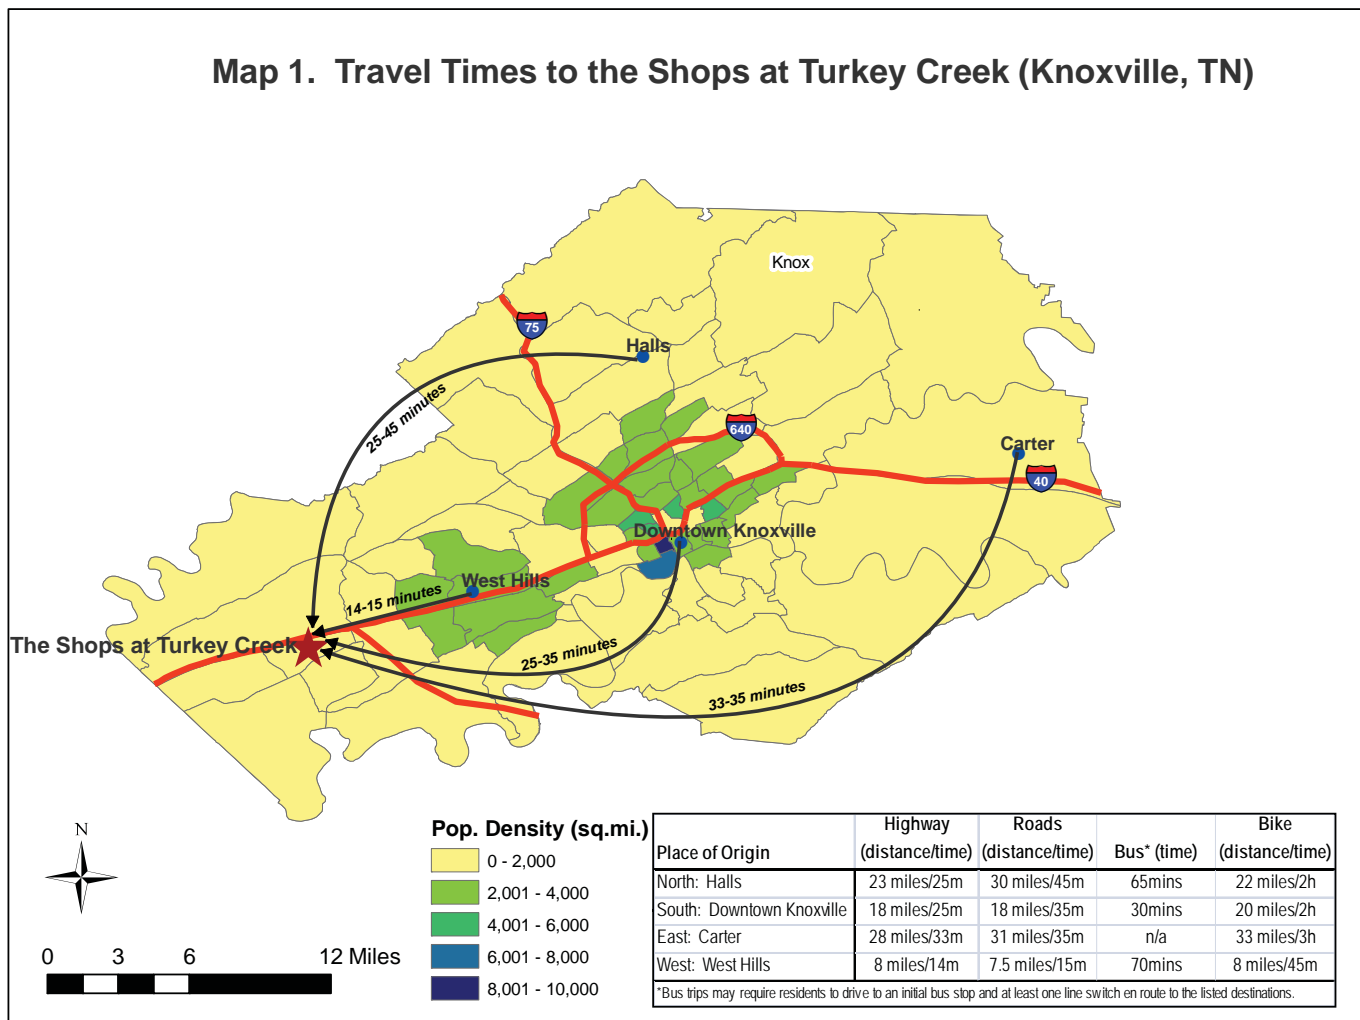 Map 1.  Travel Times to the Shops at Turkey Creek (Knoxville, TN)
Knox
75
Halls
25-45 minutes
640
Carter
40
Downtown Knoxville
West Hills
14-15 minutes
The Shops at Turkey Creek
25-35 minutes
33-35 minutes
N
0 3 6 12 Miles
Pop. Density (sq.mi.)
0 - 2,000
2,001 - 4,000
4,001 - 6,000
6,001 - 8,000
8,001 - 10,000
Highway Roads Bike
Place of Origin (distance/time) (distance/time) Bus* (time) (distance/time)
North: Halls 23 miles/25m 30 miles/45m 65mins 22 miles/2h
South: Downtown Knoxville 18 miles/25m 18 miles/35m 30mins 20 miles/2h
East: Carter 28 miles/33m 31 miles/35m n/a 33 miles/3h
West: West Hills 8 miles/14m 7.5 miles/15m 70mins 8 miles/45m
*Bus trips may require residents to drive to an initial bus stop and at least one line switch en route to the listed destinations.